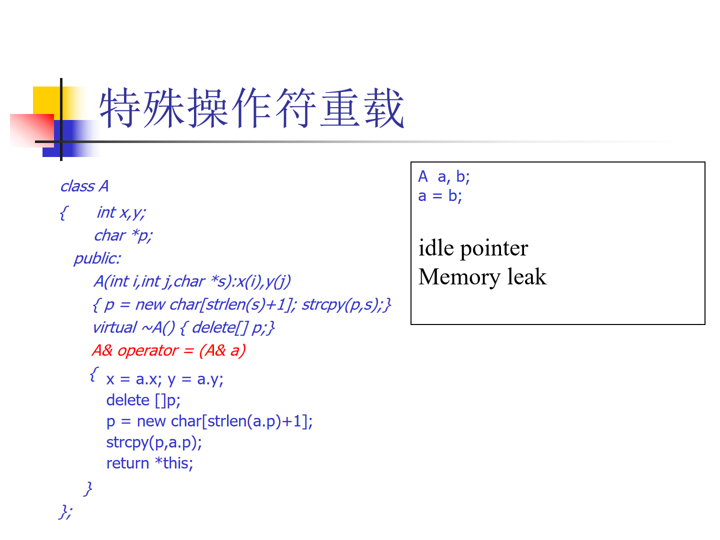 特殊操作符重载
class A
{ int x,y;
char *p;
public:
A(int i,int j,char *s):x(i),y(j)
{ p = new char[strlen(s)+1]; strcpy(p,s);}
virtual ~A() { delete[] p;}
A& operator = (A& a)
{ x = a.x; y = a.y;
delete []p;
p = new char[strlen(a.p)+1];
strcpy(p,a.p);
return *this;
}
};
A a, b;
a = b;
idle pointer
Memory leak